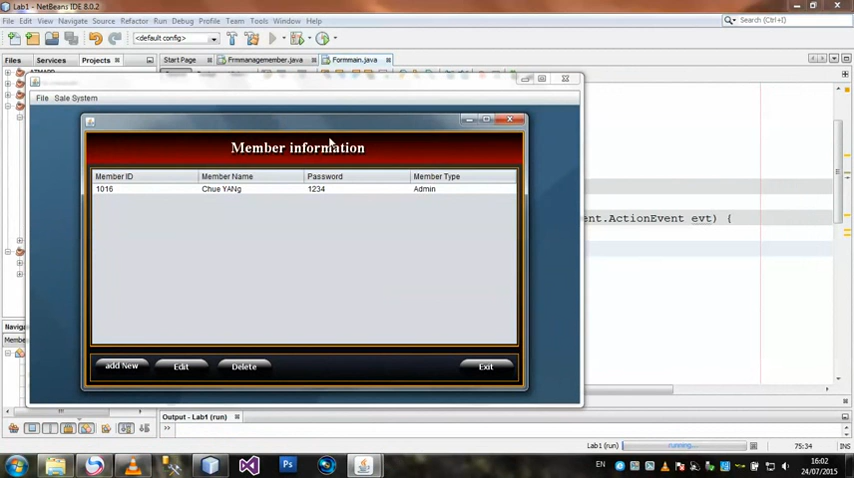 Lab1 - NetBeans IDE 8.0.2
File Edit View Navigate Source Refactor Run Debug Profile Team Tools Window Help
Search (Ctrl+I)
<default config>
Files Services Projects
Start Page Frmmanagemember.java Formmain.java
File Sale System
Member information
Member ID Member Name Password Member Type
1016 Chue YANg 1234 Admin
ent.ActionEvent evt) {
add New Edit Delete Exit
Naviga
Membe
Output - Lab1 (run)
Lab1 (run) running... 75:34 INS
EN
16:02
24/07/2015